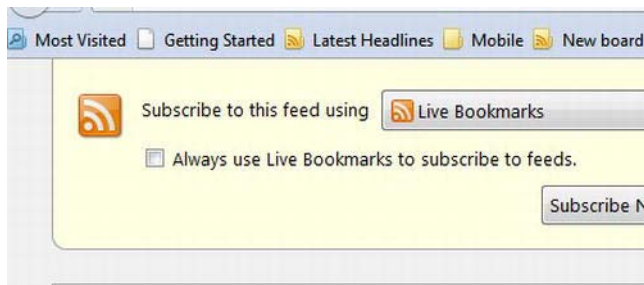 Most Visited Getting Started Latest Headlines Mobile New board
Subscribe to this feed using Live Bookmarks
Always use Live Bookmarks to subscribe to feeds.
Subscribe N